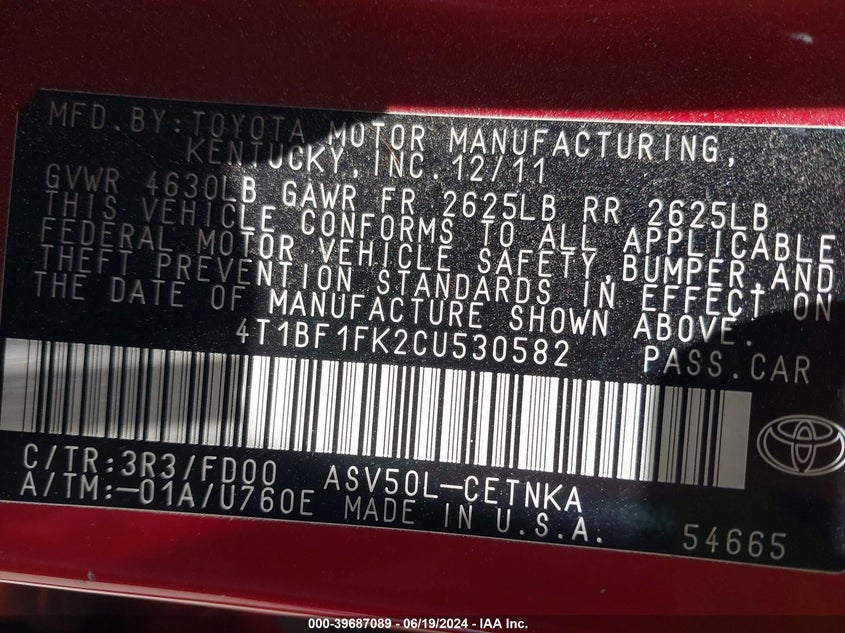 MFD. BY: TOYOTA MOTOR MANUFACTURING,
KENTUCKY, INC. 12/11
GVWR 4630LB GAWR FR 2625LB RR 2625LB
THIS VEHICLE CONFORMS TO ALL APPLICABLE
FEDERAL MOTOR VEHICLE SAFETY, BUMPER, AND
THEFT PREVENTION STANDARDS IN EFFECT ON
THE DATE OF MANUFACTURE SHOWN ABOVE.
4T1BF1FK2CU530582 PASS. CAR
C/TR: 3R3/FD00 ASV50L-CETNKA
A/TM:-01A/U760E MADE IN U.S.A.
54665
000-39687089 - 06/19/2024 - IAA Inc.